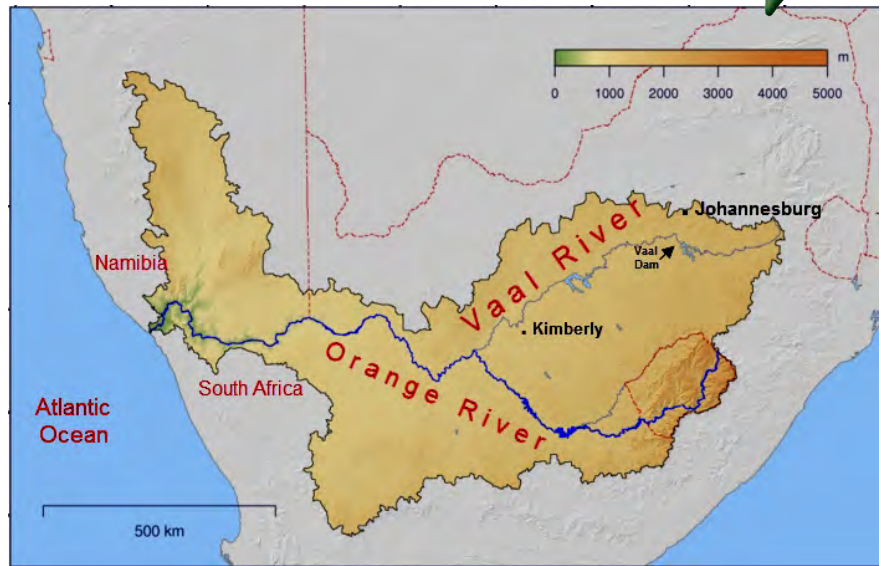 m
0 1000 2000 3000 4000 5000
Johannesburg
Vaal River
Vaal
Dam
Namibia
Kimberly
Orange River
South Africa
Atlantic
Ocean
500 km